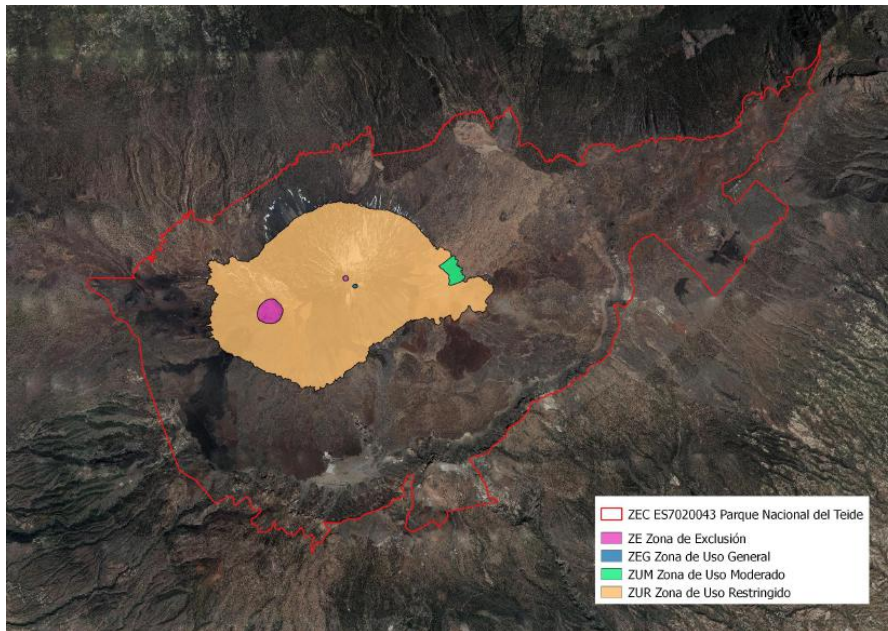 ZEC ES7020043 Parque Nacional del Teide
ZE Zona de Exclusión
ZEG Zona de Uso General
ZUM Zona de Uso Moderado
ZUR Zona de Uso Restringido